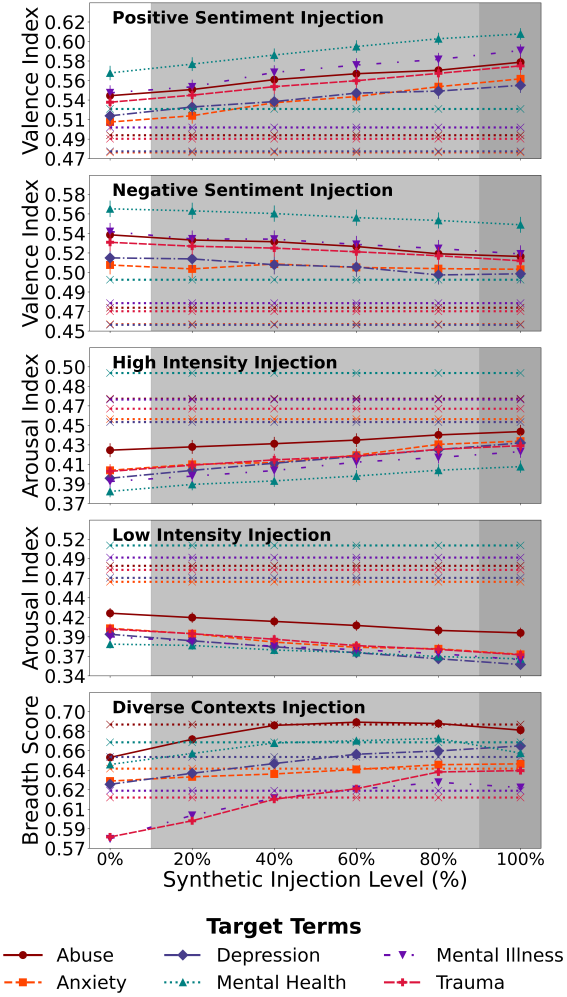 Positive Sentiment Injection
Valence Index
0.62
0.60
0.58
0.56
0.54
0.51
0.49
0.47
Negative Sentiment Injection
Valence Index
0.58
0.56
0.54
0.52
0.50
0.49
0.47
0.45
High Intensity Injection
Arousal Index
0.50
0.48
0.47
0.45
0.43
0.41
0.39
0.37
Low Intensity Injection
Arousal Index
0.52
0.49
0.47
0.44
0.42
0.39
0.37
0.34
Diverse Contexts Injection
Breadth Score
0.70
0.68
0.66
0.64
0.62
0.61
0.59
0.57
0% 20% 40% 60% 80% 100%
Synthetic Injection Level (%)
Target Terms
Abuse Depression Mental Illness
Anxiety Mental Health Trauma